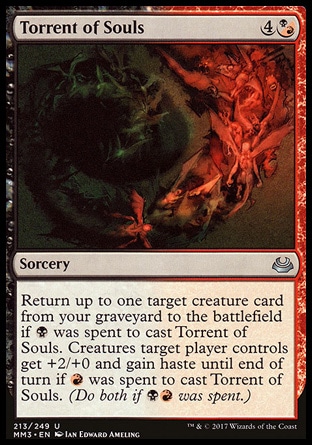 Torrent of Souls 4
Sorcery
Return up to one target creature card
from your graveyard to the battlefield
if was spent to cast Torrent of
Souls. Creatures target player controls
get +2/+0 and gain haste until end of
turn if was spent to cast Torrent of
Souls. (Do both if was spent.)
213/249 U
MM3 • EN Ian Edward Ameling ™ & © 2017 Wizards of the Coast